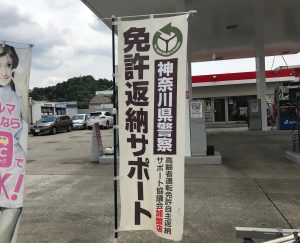 神奈川県警察
免許返納サポート
高齢者運転免許自主返納
サポート協議会加盟店